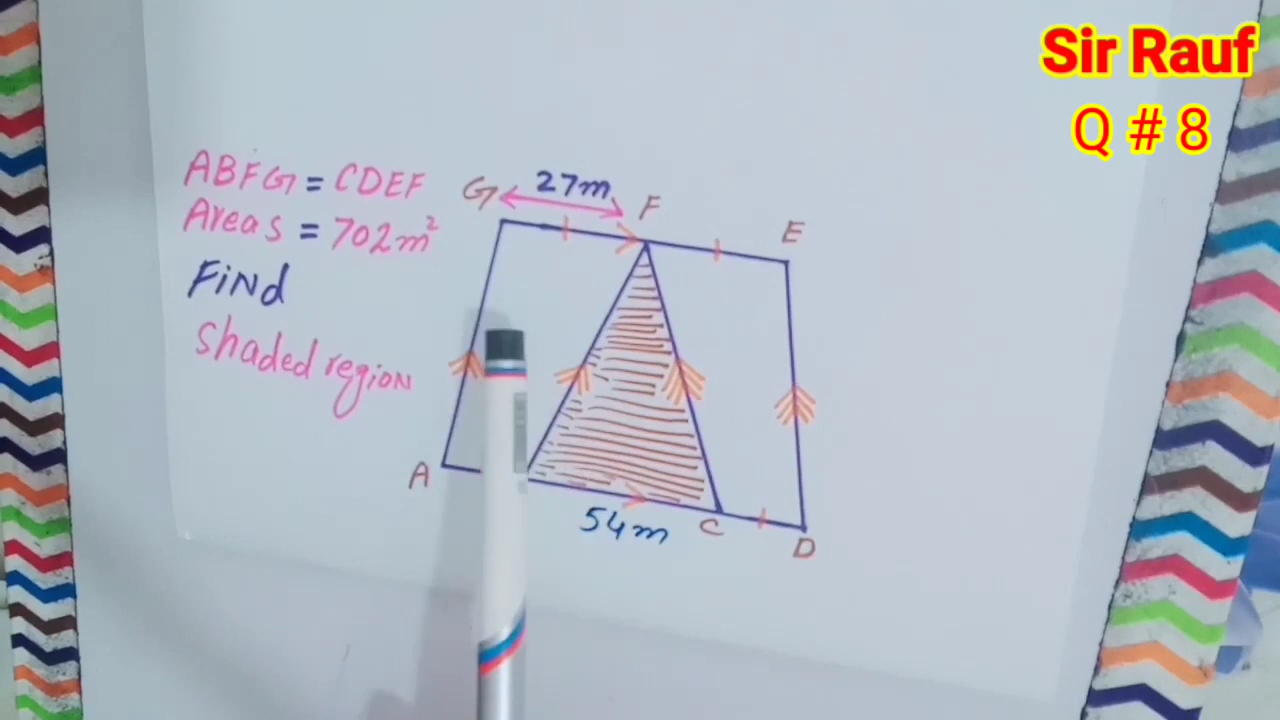 Sir Rauf
Q # 8
ABFG = CDEF
Areas = 702m²
FiNd
Shaded region
G
27m
F
E
A
54m
C
D